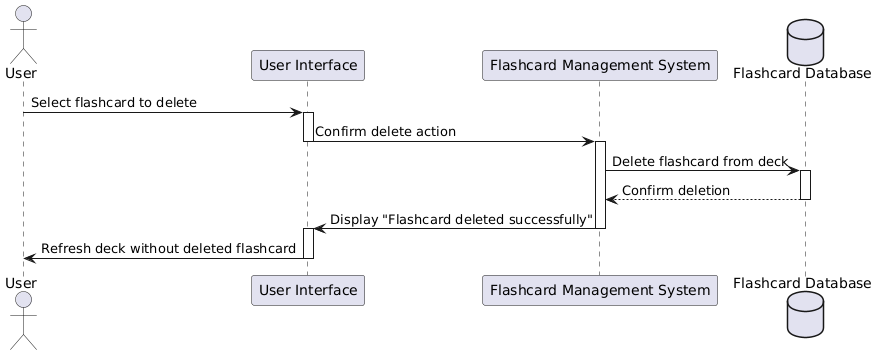 User
User Interface
Flashcard Management System
Flashcard Database
Select flashcard to delete
Confirm delete action
Delete flashcard from deck
Confirm deletion
Display "Flashcard deleted successfully"
Refresh deck without deleted flashcard
User
User Interface
Flashcard Management System
Flashcard Database